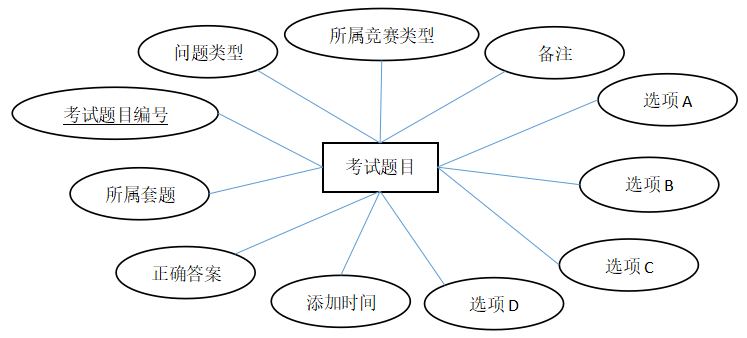 所属竞赛类型
问题类型
备注
选项A
考试题目编号
考试题目
选项B
所属套题
正确答案
选项C
添加时间
选项D